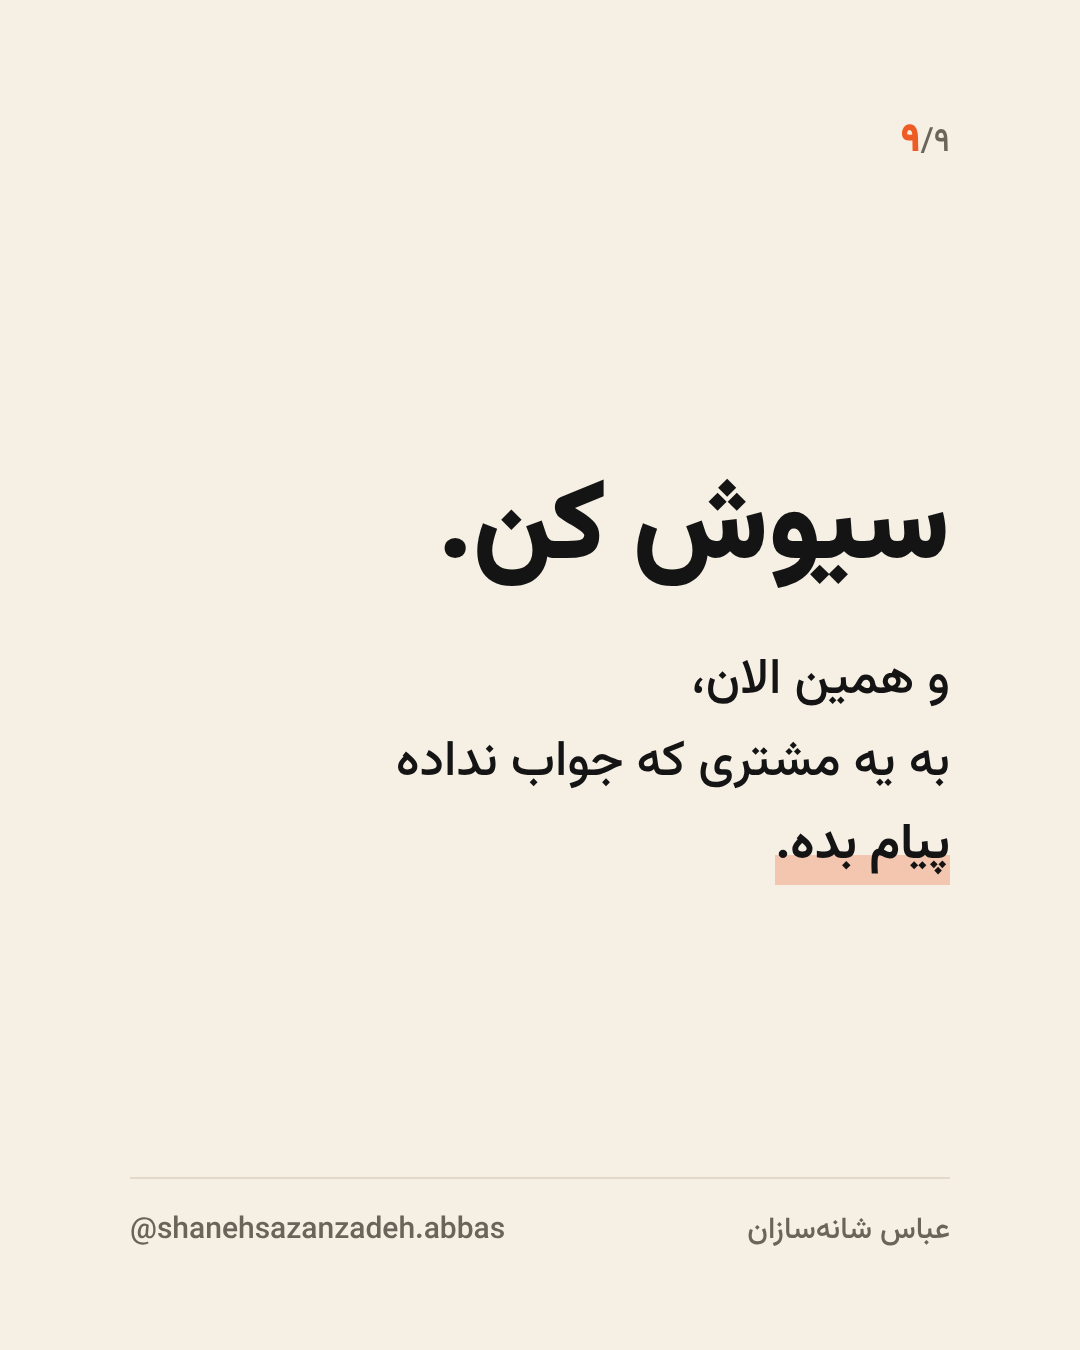 ۹/۹
سیوش کن.
و همین الان،
به یه مشتری که جواب نداده
پیام بده.
عباس شانه‌سازان
@shanehsazanzadeh.abbas